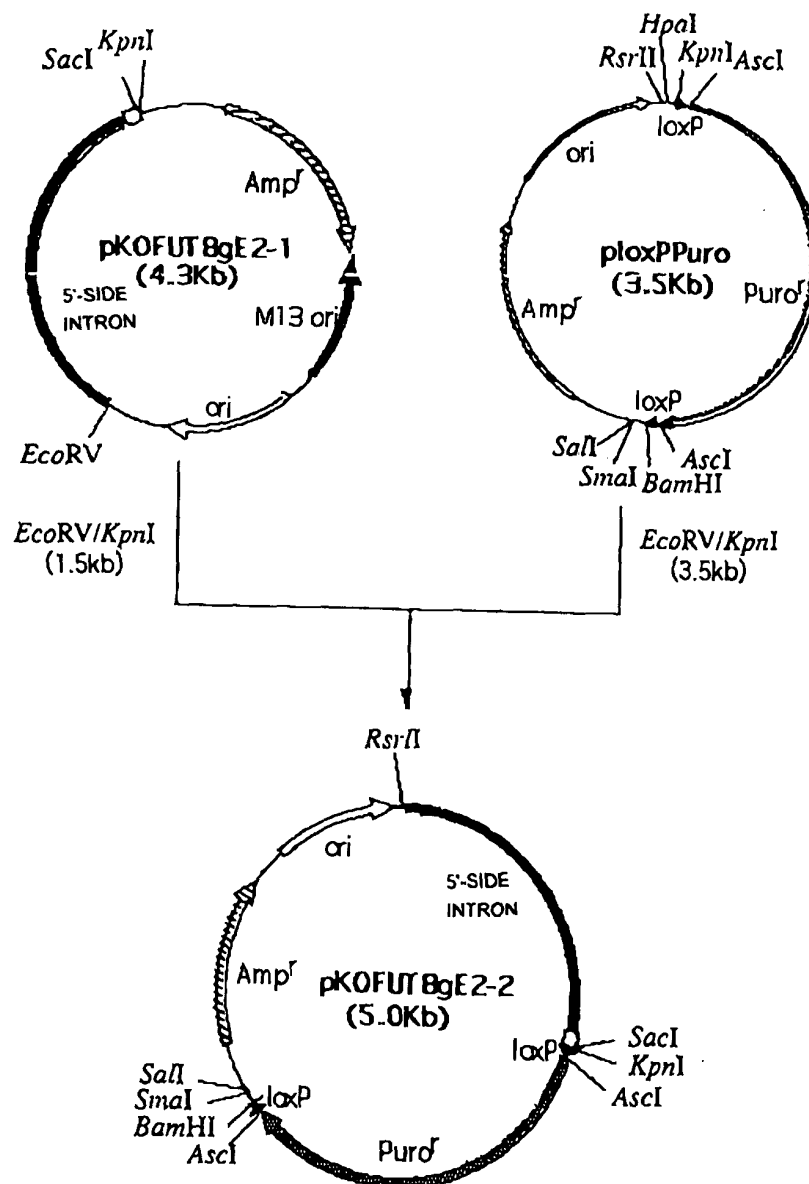 SacI
KpnI
Ampʳ
pKOFUT8gE2-1
(4.3Kb)
5'-SIDE
INTRON
M13 ori
ori
EcoRV
EcoRV/KpnI
(1.5kb)
HpaI
RsrII
KpnI
AscI
loxP
ori
ploxPPuro
(3.5Kb)
Puroʳ
Ampʳ
loxP
SalI
SmaI
BamHI
AscI
EcoRV/KpnI
(3.5kb)
RsrII
ori
5'-SIDE
INTRON
Ampʳ
pKOFUT8gE2-2
(5.0Kb)
loxP
SacI
KpnI
AscI
SalI
SmaI
BamHI
AscI
loxP
Puroʳ